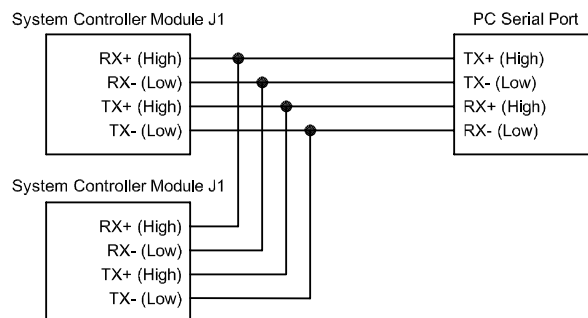 System Controller Module J1
RX+ (High)
RX- (Low)
TX+ (High)
TX- (Low)
PC Serial Port
TX+ (High)
TX- (Low)
RX+ (High)
RX- (Low)
System Controller Module J1
RX+ (High)
RX- (Low)
TX+ (High)
TX- (Low)